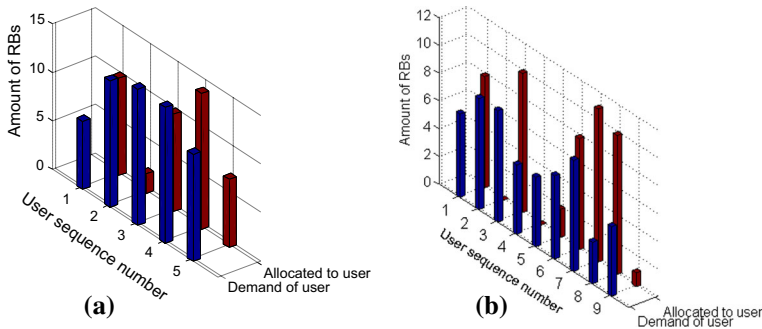 15
10
5
0
Amount of RBs
1
2
3
4
5
User sequence number
Allocated to user
Demand of user
(a)
12
10
8
6
4
2
0
Amount of RBs
1
2
3
4
5
6
7
8
9
User sequence number
Allocated to user
Demand of user
(b)